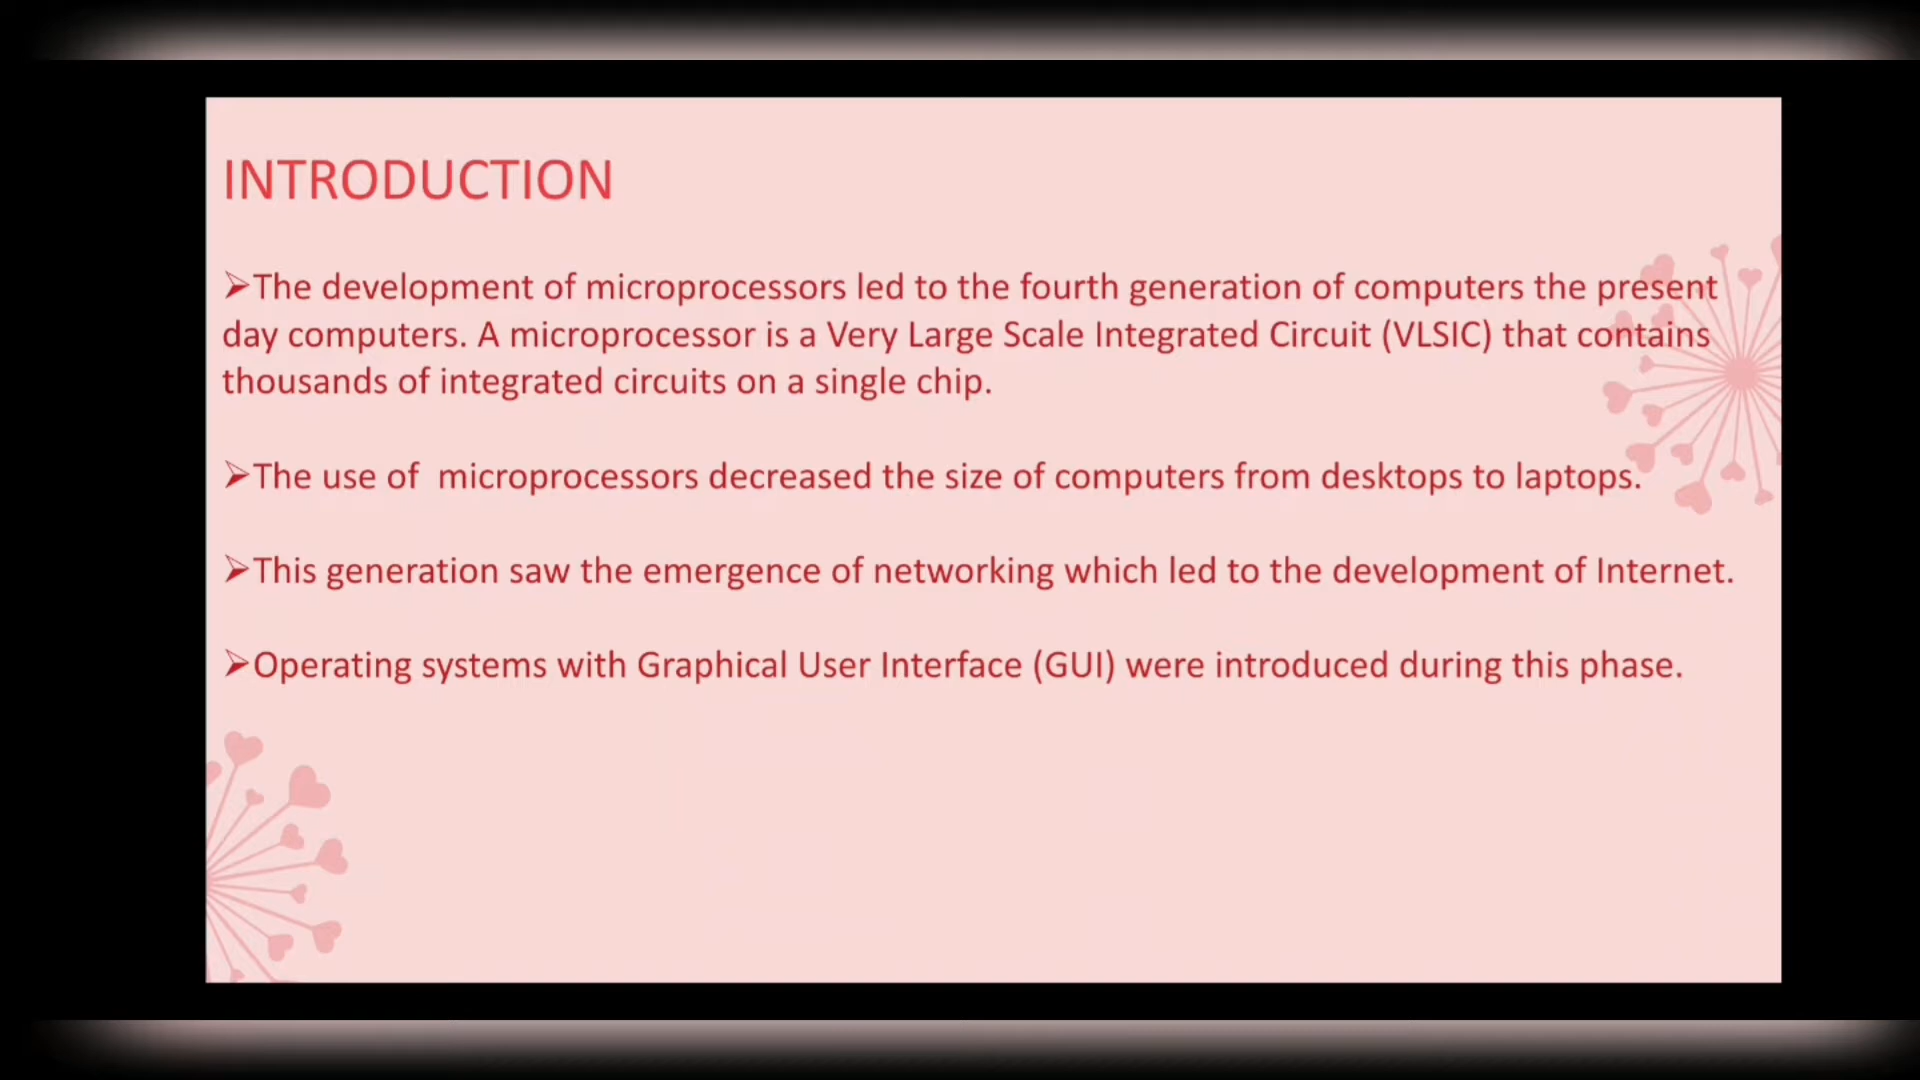 INTRODUCTION
➢The development of microprocessors led to the fourth generation of computers the present
day computers. A microprocessor is a Very Large Scale Integrated Circuit (VLSIC) that contains
thousands of integrated circuits on a single chip.
➢The use of  microprocessors decreased the size of computers from desktops to laptops.
➢This generation saw the emergence of networking which led to the development of Internet.
➢Operating systems with Graphical User Interface (GUI) were introduced during this phase.